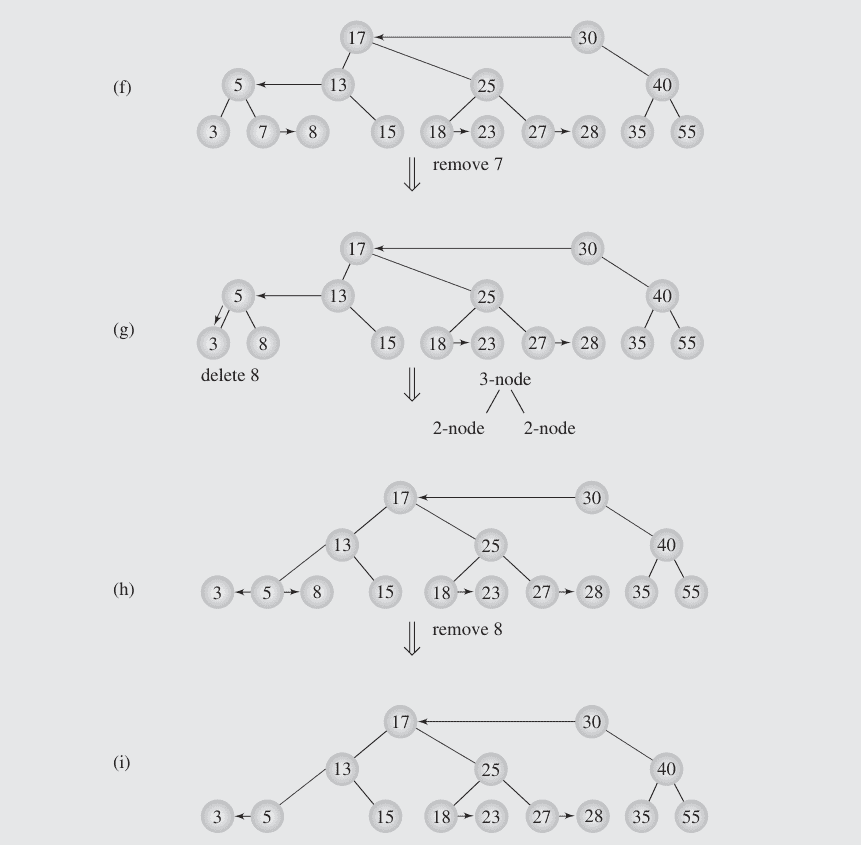 17 30
(f) 5 13 25 40
3 7 8 15 18 23 27 28 35 55
remove 7
17 30
5 13 25 40
(g)
3 8 15 18 23 27 28 35 55
delete 8 3-node
2-node 2-node
17 30
13 25 40
(h) 3 5 8 15 18 23 27 28 35 55
remove 8
17 30
(i) 13 25 40
3 5 15 18 23 27 28 35 55